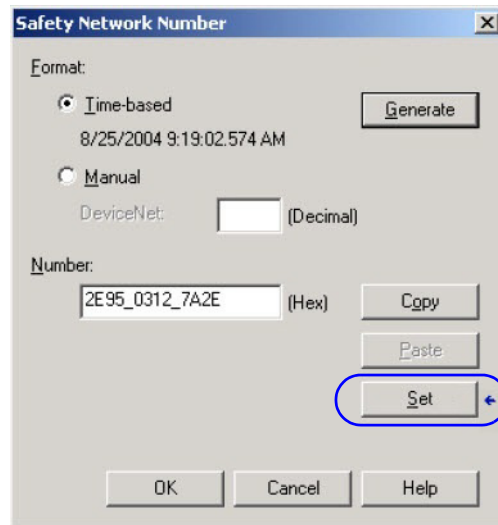 Safety Network Number
Format:
Time-based
Generate
8/25/2004 9:19:02.574 AM
Manual
DeviceNet:
(Decimal)
Number:
2E95_0312_7A2E
(Hex)
Copy
Paste
Set
OK
Cancel
Help